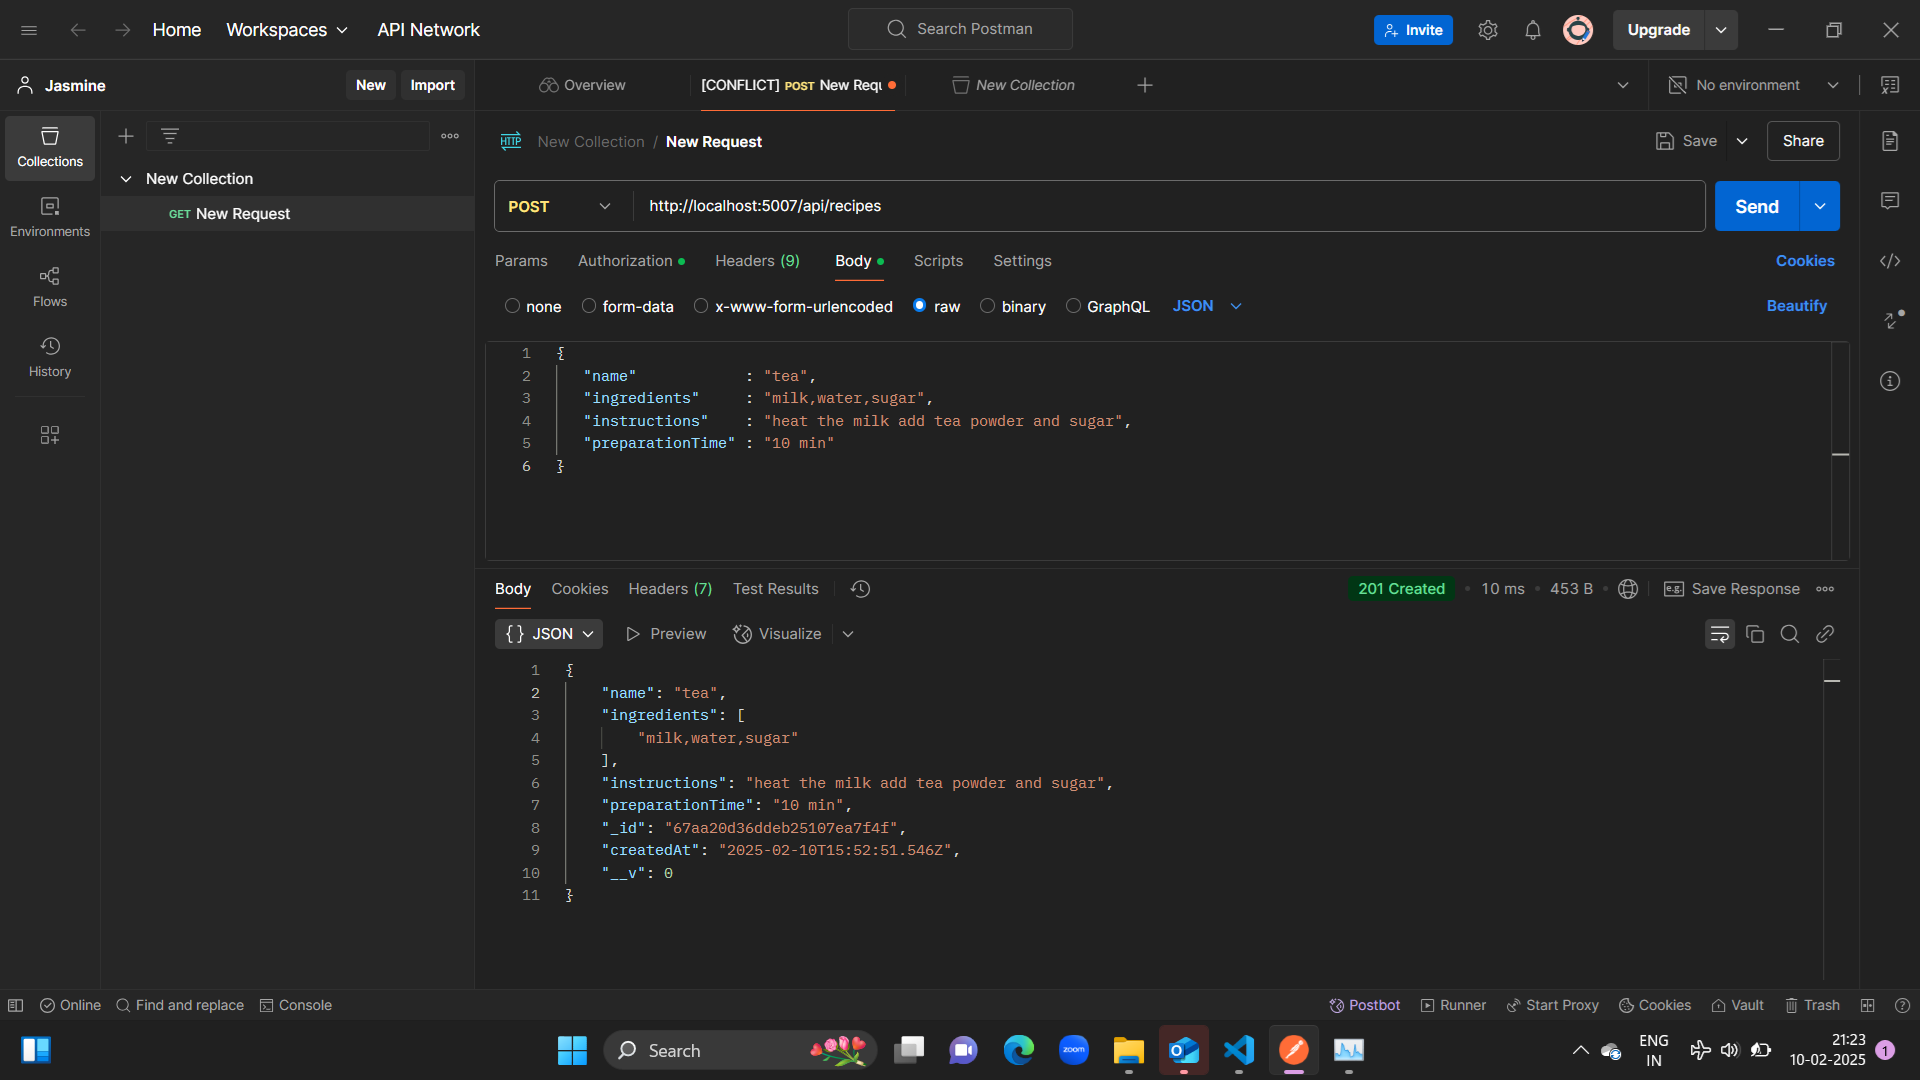 Home Workspaces API Network Search Postman Invite Upgrade
Jasmine New Import Overview [CONFLICT] POST New Requ New Collection No environment
Collections
New Collection
GET New Request
Environments
Flows
History
HTTP New Collection / New Request Save Share
POST http://localhost:5007/api/recipes Send
Params Authorization Headers (9) Body Scripts Settings Cookies
none form-data x-www-form-urlencoded raw binary GraphQL JSON Beautify
1 {
2 "name" : "tea",
3 "ingredients" : "milk,water,sugar",
4 "instructions" : "heat the milk add tea powder and sugar",
5 "preparationTime" : "10 min"
6 }
Body Cookies Headers (7) Test Results 201 Created • 10 ms • 453 B • e.g. Save Response
{} JSON Preview Visualize
1 {
2 "name": "tea",
3 "ingredients": [
4 "milk,water,sugar"
5 ],
6 "instructions": "heat the milk add tea powder and sugar",
7 "preparationTime": "10 min",
8 "_id": "67aa20d36ddeb25107ea7f4f",
9 "createdAt": "2025-02-10T15:52:51.546Z",
10 "__v": 0
11 }
Online Find and replace Console Postbot Runner Start Proxy Cookies Vault Trash
Search zoom ENG
IN 21:23
10-02-2025 1